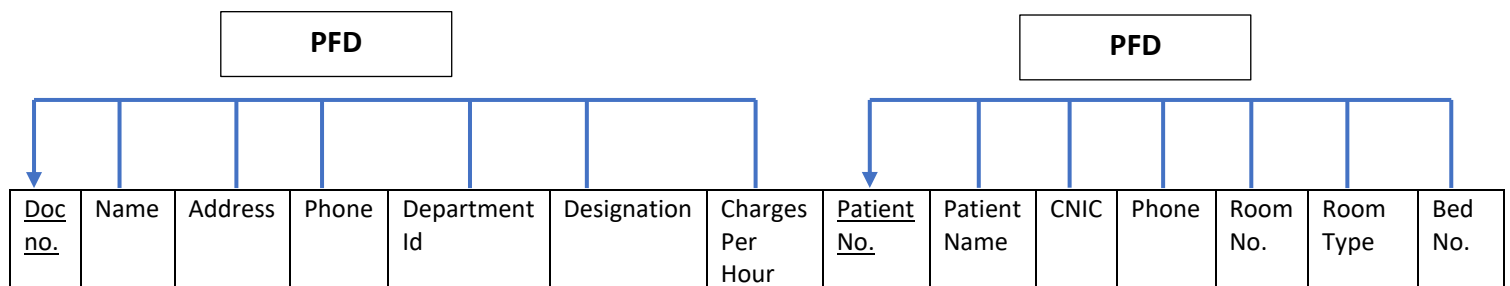 PFD
PFD
Doc no.
Name
Address
Phone
Department Id
Designation
Charges Per Hour
Patient No.
Patient Name
CNIC
Phone
Room No.
Room Type
Bed No.